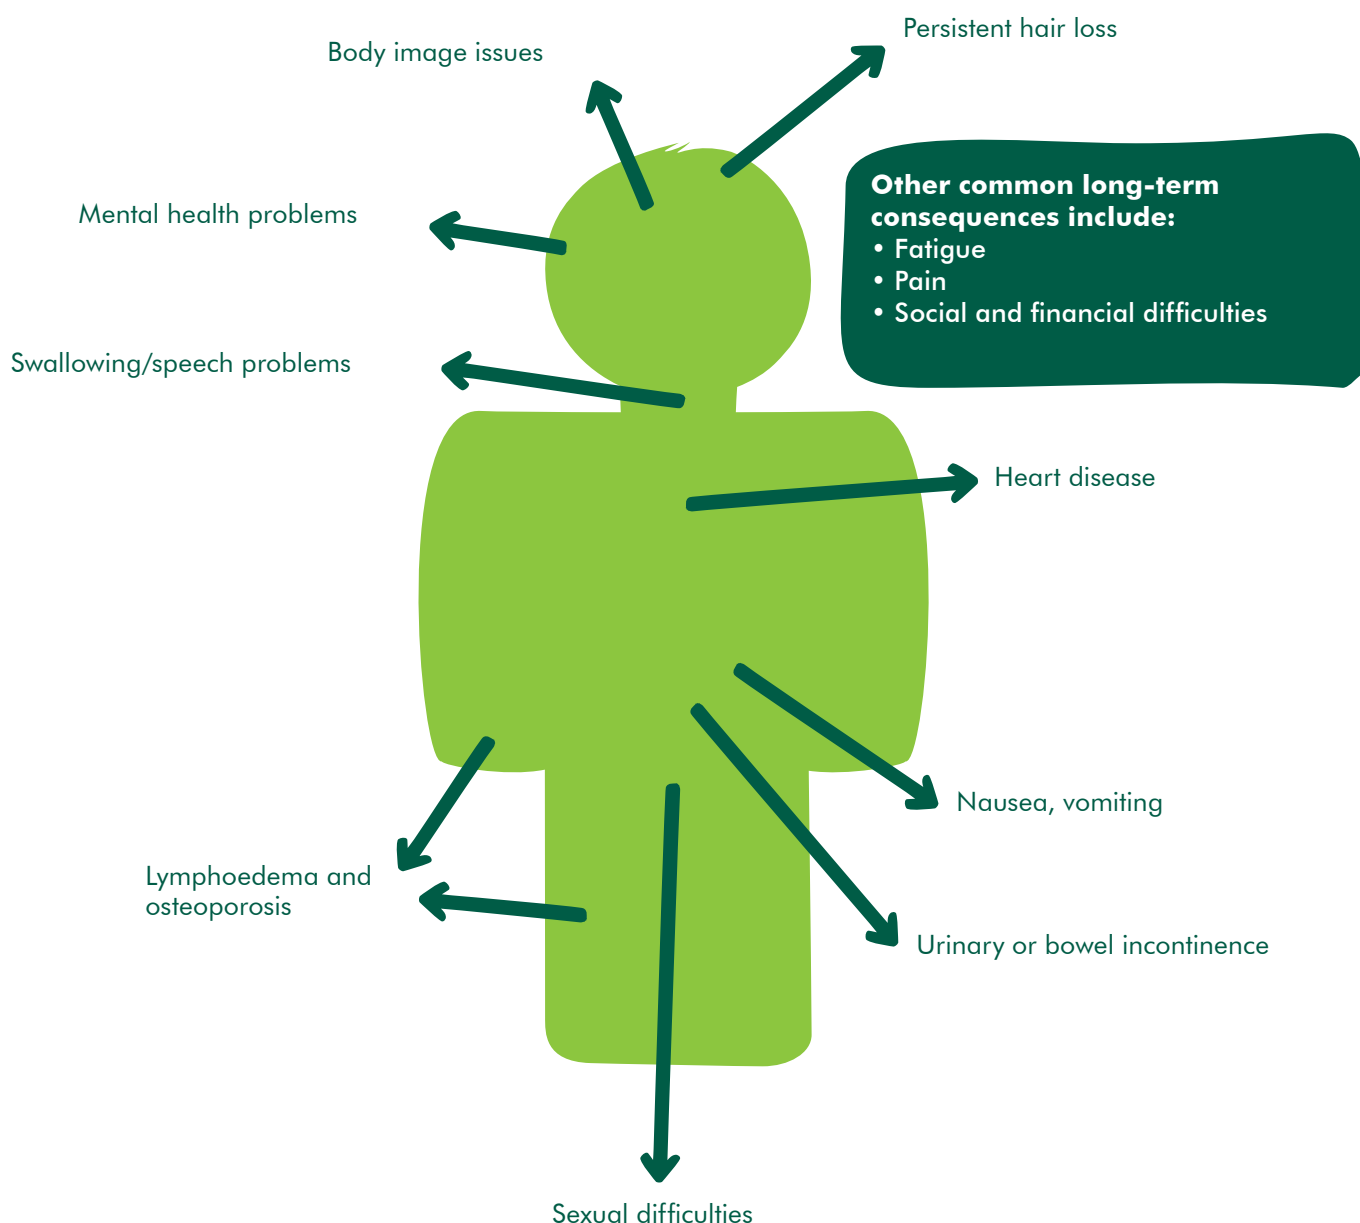 Persistent hair loss
Body image issues
Other common long-term
consequences include:
• Fatigue
• Pain
• Social and financial difficulties
Mental health problems
Swallowing/speech problems
Heart disease
Nausea, vomiting
Lymphoedema and
osteoporosis
Urinary or bowel incontinence
Sexual difficulties